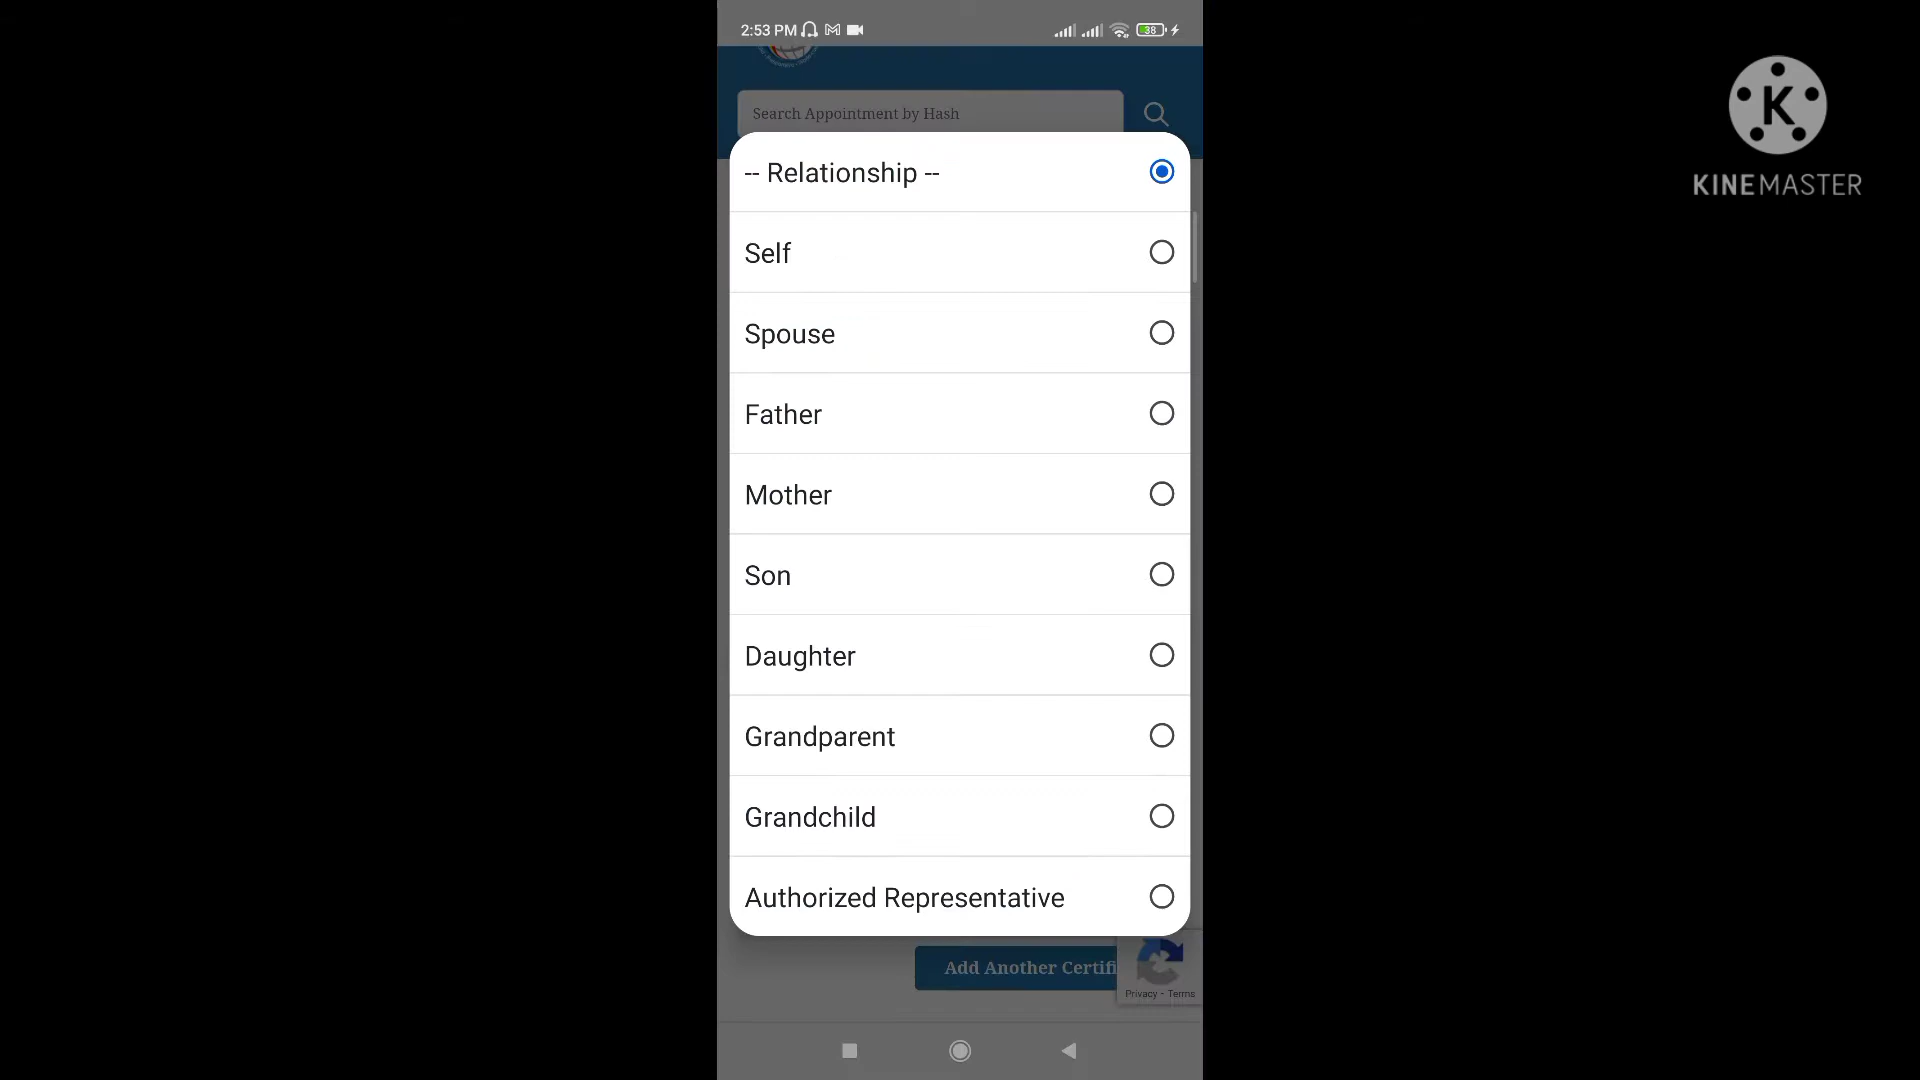 2:53 PM 38
KINEMASTER
Search Appointment by Hash
-- Relationship --
Self
Spouse
Father
Mother
Son
Daughter
Grandparent
Grandchild
Authorized Representative
Add Another Certifi
Privacy - Terms